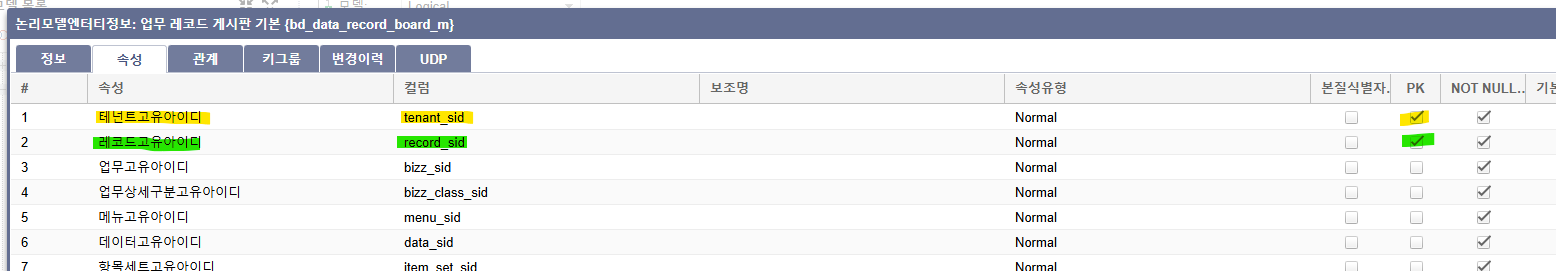 모델 목록
모델:
Logical
논리모델엔터티정보: 업무 레코드 게시판 기본 {bd_data_record_board_m}
정보 속성 관계 키그룹 변경이력 UDP
# 속성 컬럼 보조명 속성유형 본질식별자.. PK NOT NULL... 기본
1 테넌트고유아이디 tenant_sid Normal
2 레코드고유아이디 record_sid Normal
3 업무고유아이디 bizz_sid Normal
4 업무상세구분고유아이디 bizz_class_sid Normal
5 메뉴고유아이디 menu_sid Normal
6 데이터고유아이디 data_sid Normal
7 항목세트고유아이디 item_set_sid Normal